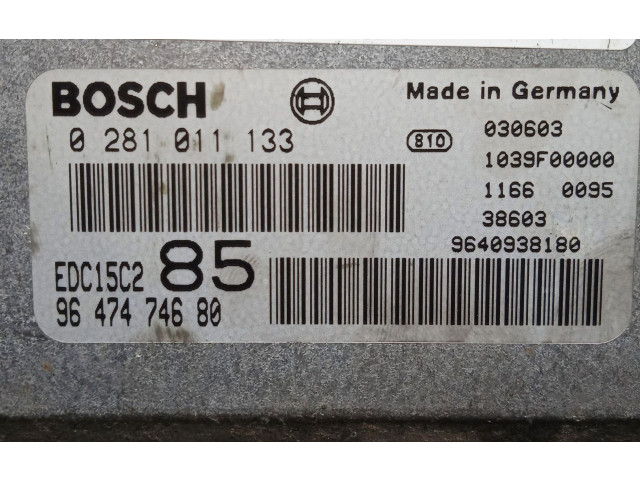 BOSCH
Made in Germany
0 281 011 133
810
030603
1039F00000
1166 0095
38603
9640938180
EDC15C2 85
96 474 746 80